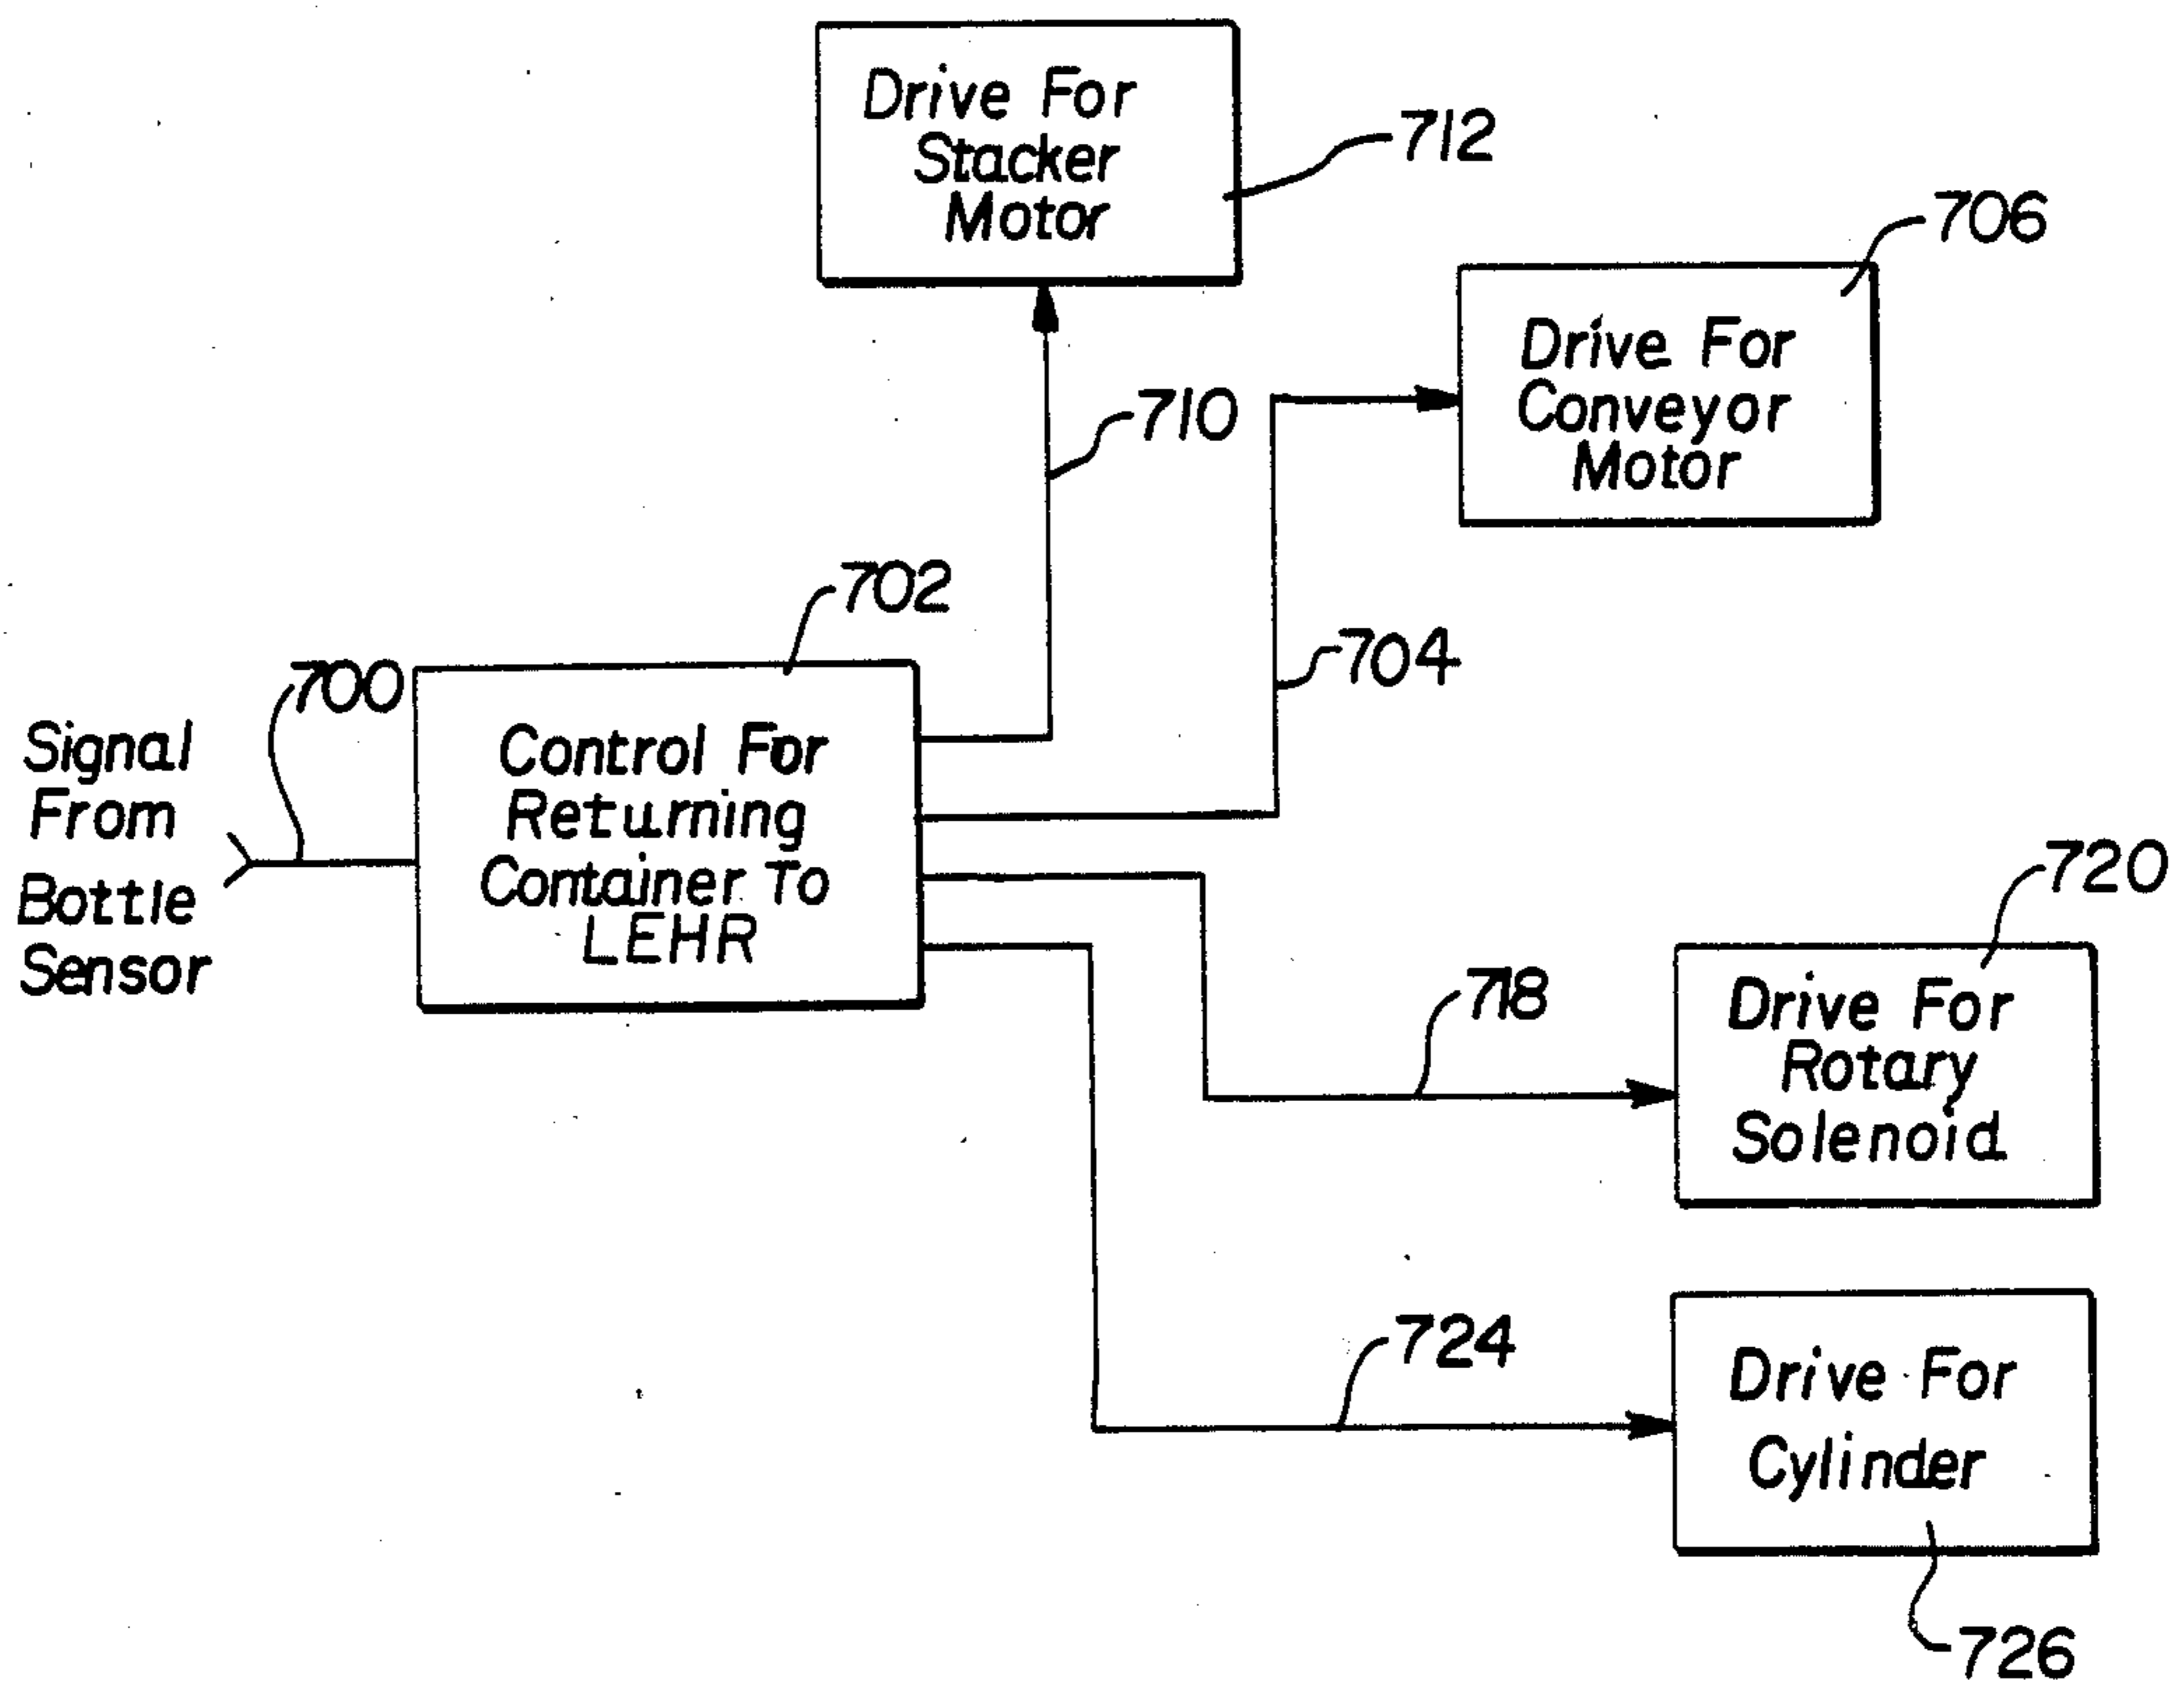 Drive For
Stacker
Motor
712
706
Drive For
Conveyor
Motor
710
702
704
700
Signal
From
Bottle
Sensor
Control For
Returning
Container To
LEHR
720
Drive For
Rotary
Solenoid
718
724
Drive For
Cylinder
726